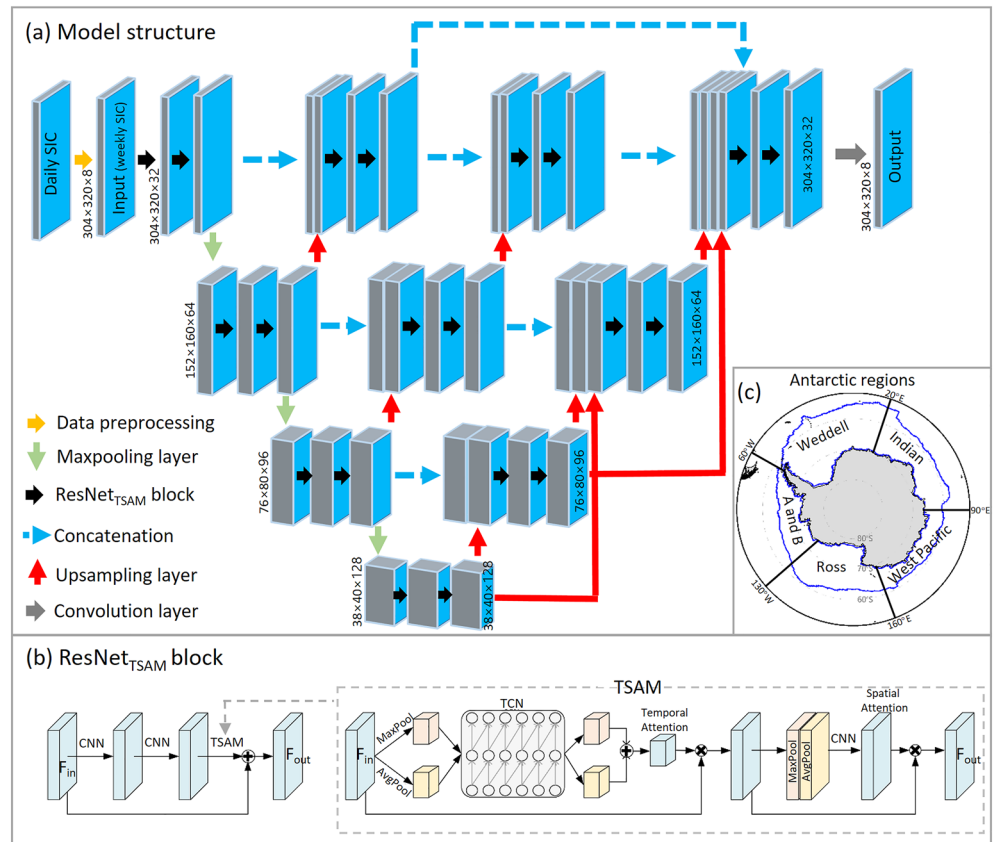 (a) Model structure
Daily SIC
304×320×8
Input (weekly SIC)
304×320×32
304×320×32
304×320×8
Output
152×160×64
152×160×64
76×80×96
76×80×96
38×40×128
38×40×128
Data preprocessing
Maxpooling layer
ResNetTSAM block
Concatenation
Upsampling layer
Convolution layer
(c)
Antarctic regions
20°E
60°W
Weddell
Indian
A and B
90°E
80°S
70°S
60°S
Ross
West Pacific
130°W
160°E
(b) ResNetTSAM block
Fin
CNN
CNN
TSAM
Fout
TSAM
Fin
MaxPool
AvgPool
TCN
Temporal
Attention
MaxPool
AvgPool
CNN
Spatial
Attention
Fout